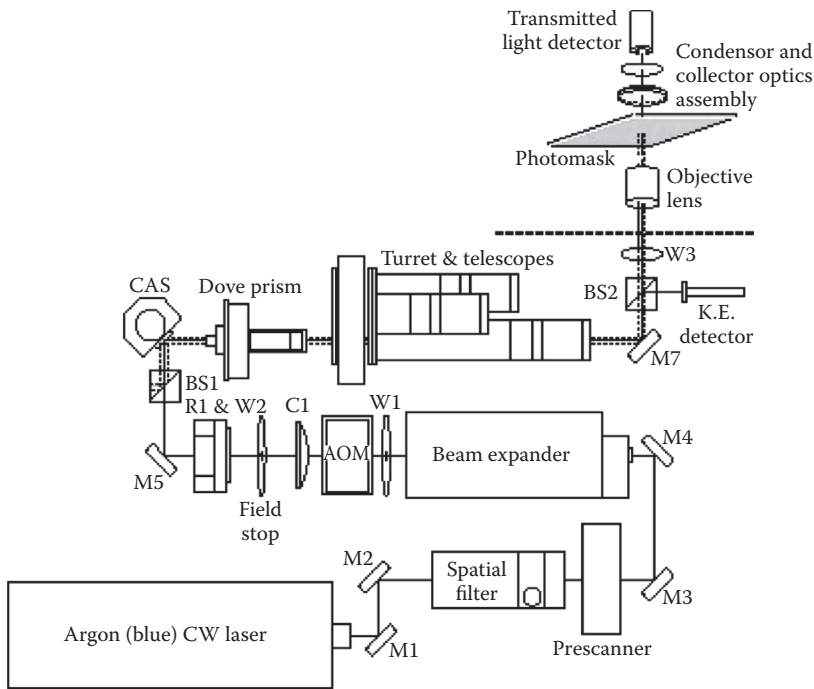 Transmitted
light detector
Condensor and
collector optics
assembly
Photomask
Objective
lens
W3
Turret & telescopes
BS2
CAS
Dove prism
K.E.
detector
M7
BS1
R1 & W2
C1
W1
AOM
Beam expander
M4
M5
Field
stop
M2
Spatial
filter
M3
Argon (blue) CW laser
M1
Prescanner